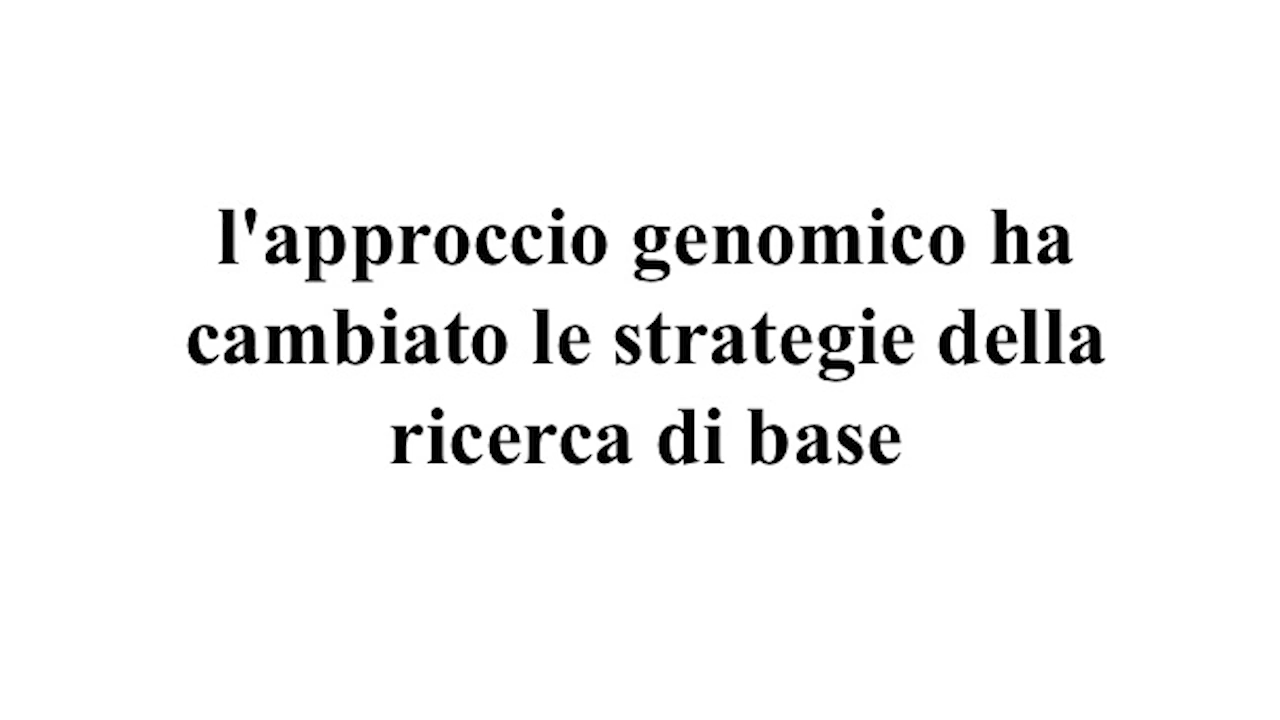 l'approccio genomico ha
cambiato le strategie della
ricerca di base